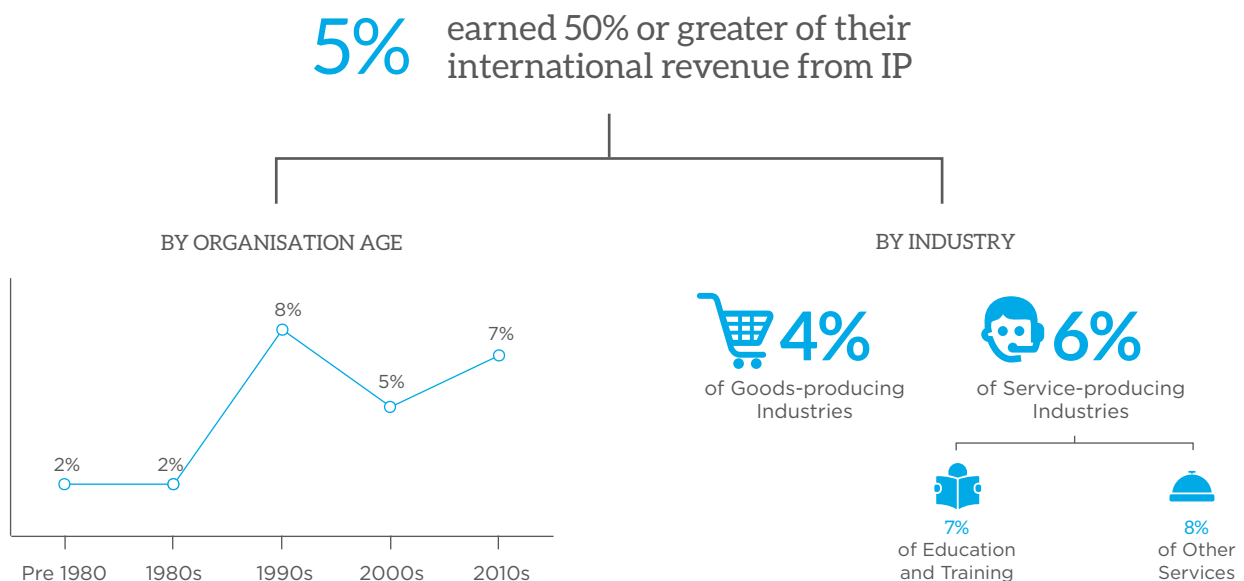 5%
earned 50% or greater of their
international revenue from IP
BY ORGANISATION AGE
2%
2%
8%
5%
7%
Pre 1980
1980s
1990s
2000s
2010s
BY INDUSTRY
4%
of Goods-producing
Industries
6%
of Service-producing
Industries
7%
of Education
and Training
8%
of Other
Services